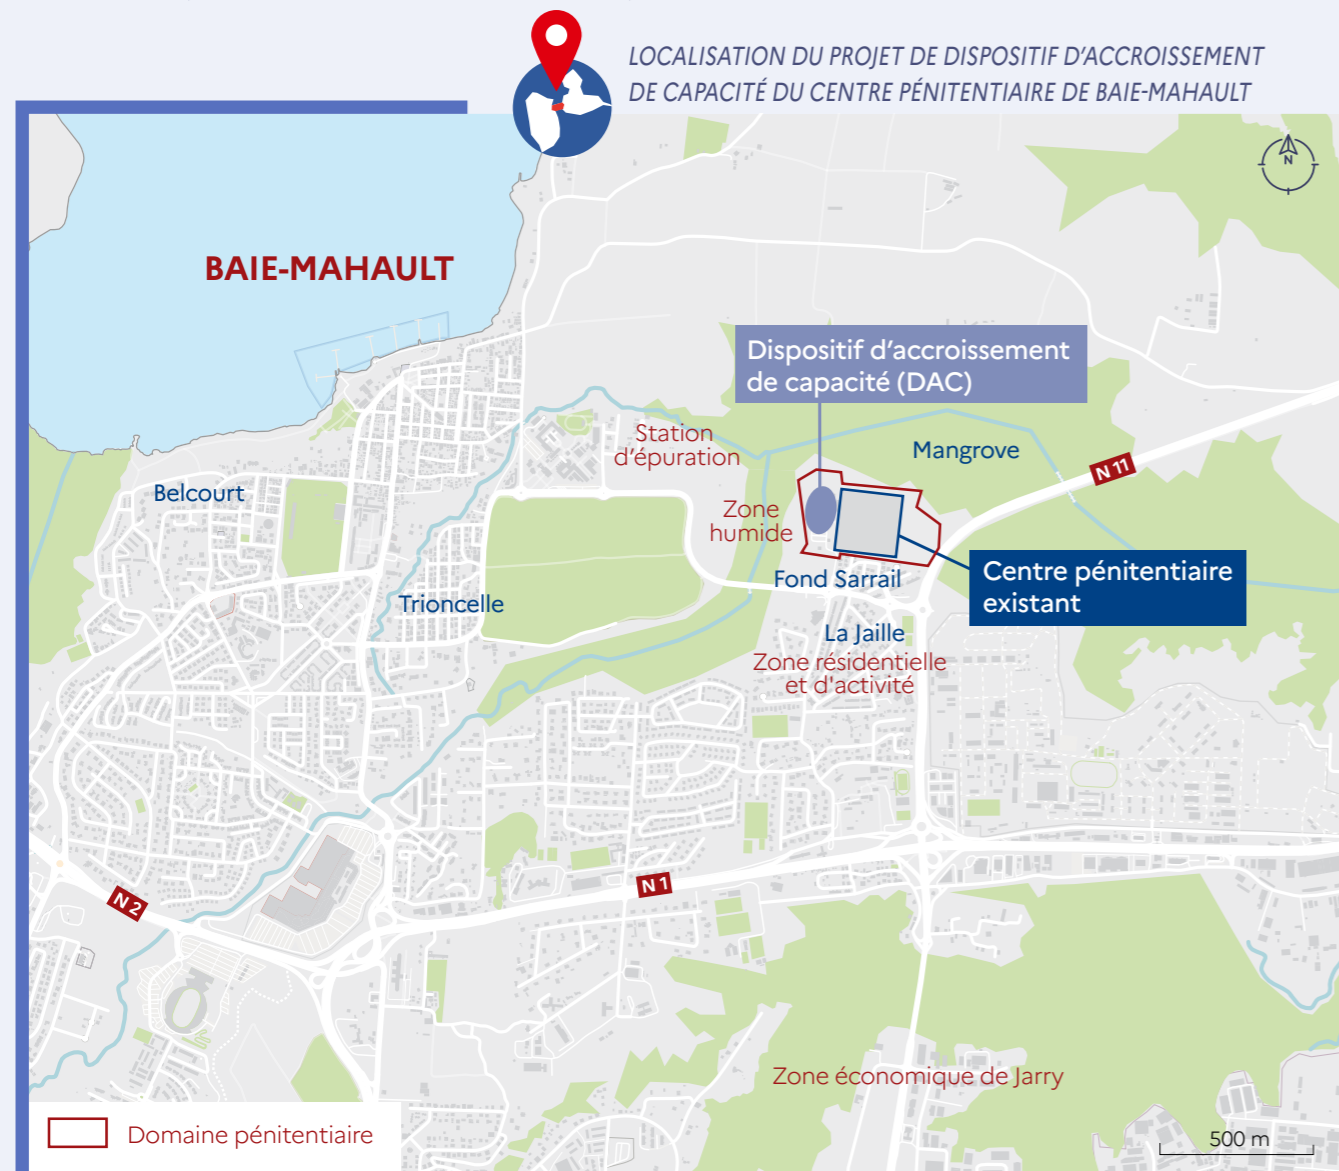 LOCALISATION DU PROJET DE DISPOSITIF D'ACCROISSEMENT
DE CAPACITÉ DU CENTRE PÉNITENTIAIRE DE BAIE-MAHAULT
N
BAIE-MAHAULT
Dispositif d'accroissement
de capacité (DAC)
Station
d'épuration
Mangrove
N 11
Belcourt
Zone
humide
Centre pénitentiaire
existant
Fond Sarrail
Trioncelle
La Jaille
Zone résidentielle
et d'activité
N 1
N 2
Zone économique de Jarry
Domaine pénitentiaire
500 m